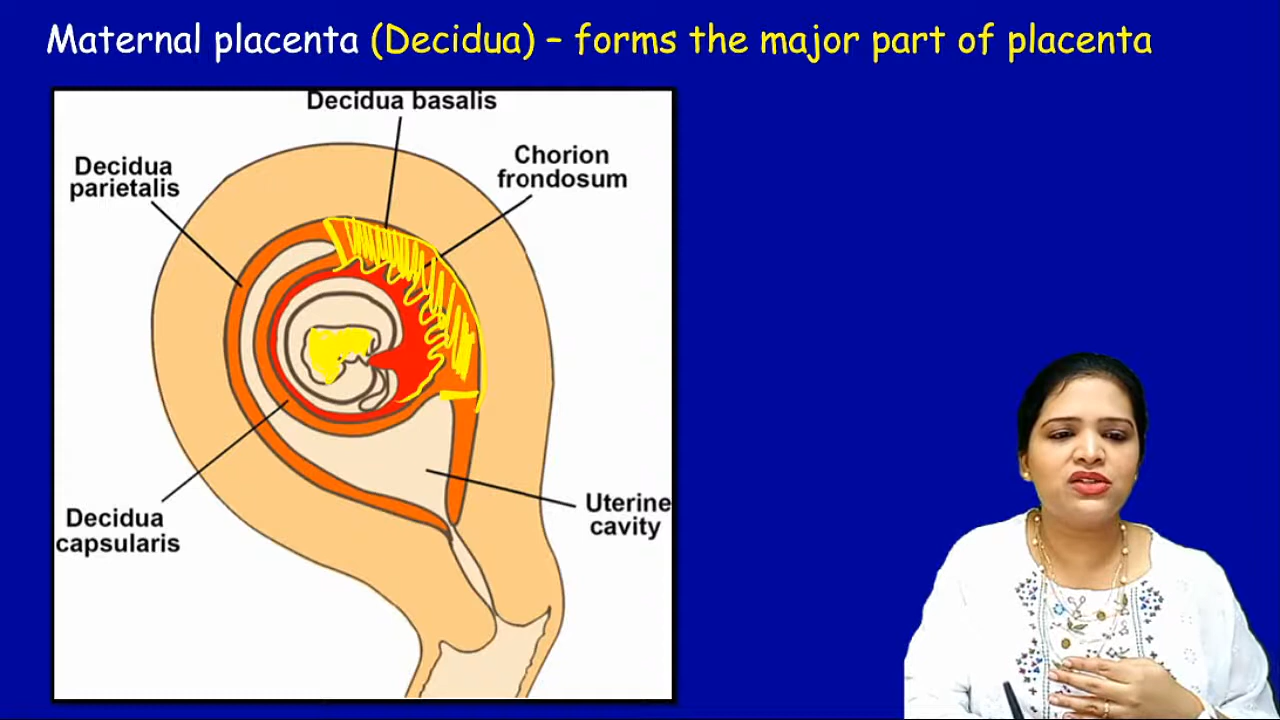 Maternal placenta (Decidua) – forms the major part of placenta
Decidua basalis
Decidua
parietalis
Chorion
frondosum
Decidua
capsularis
Uterine
cavity